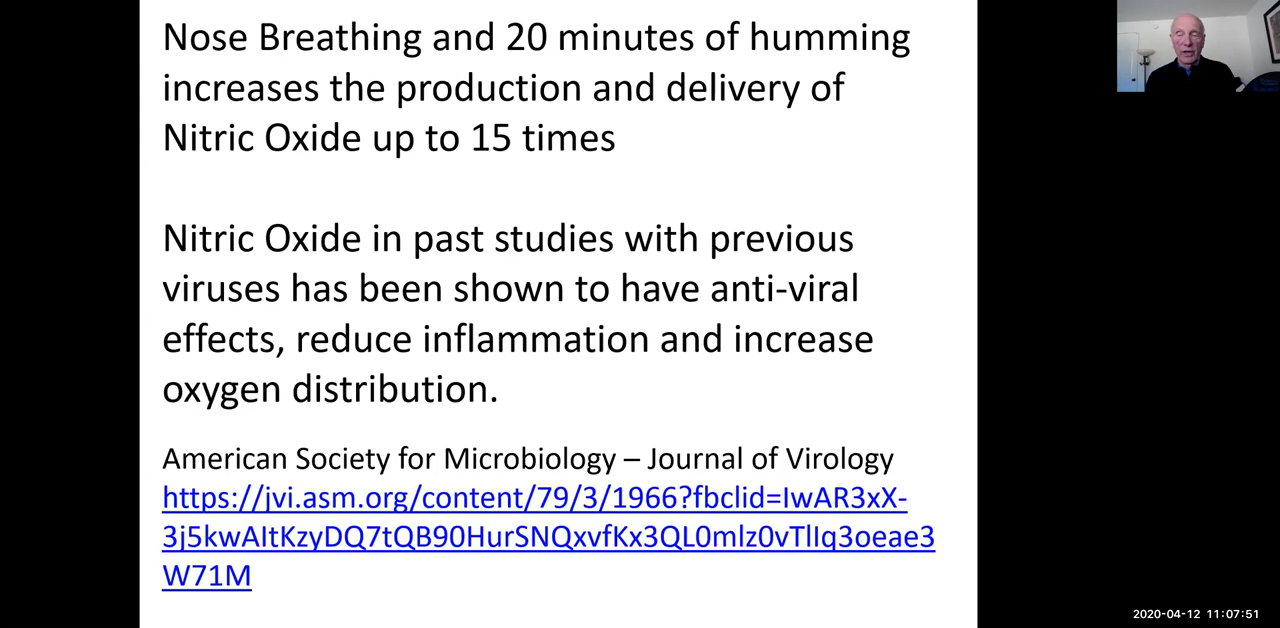 Nose Breathing and 20 minutes of humming
increases the production and delivery of
Nitric Oxide up to 15 times
Nitric Oxide in past studies with previous
viruses has been shown to have anti-viral
effects, reduce inflammation and increase
oxygen distribution.
American Society for Microbiology – Journal of Virology
https://jvi.asm.org/content/79/3/1966?fbclid=IwAR3xX-
3j5kwAItKzyDQ7tQB90HurSNQxvfKx3QL0mlz0vTlIq3oeae3
W71M
2020-04-12 11:07:51